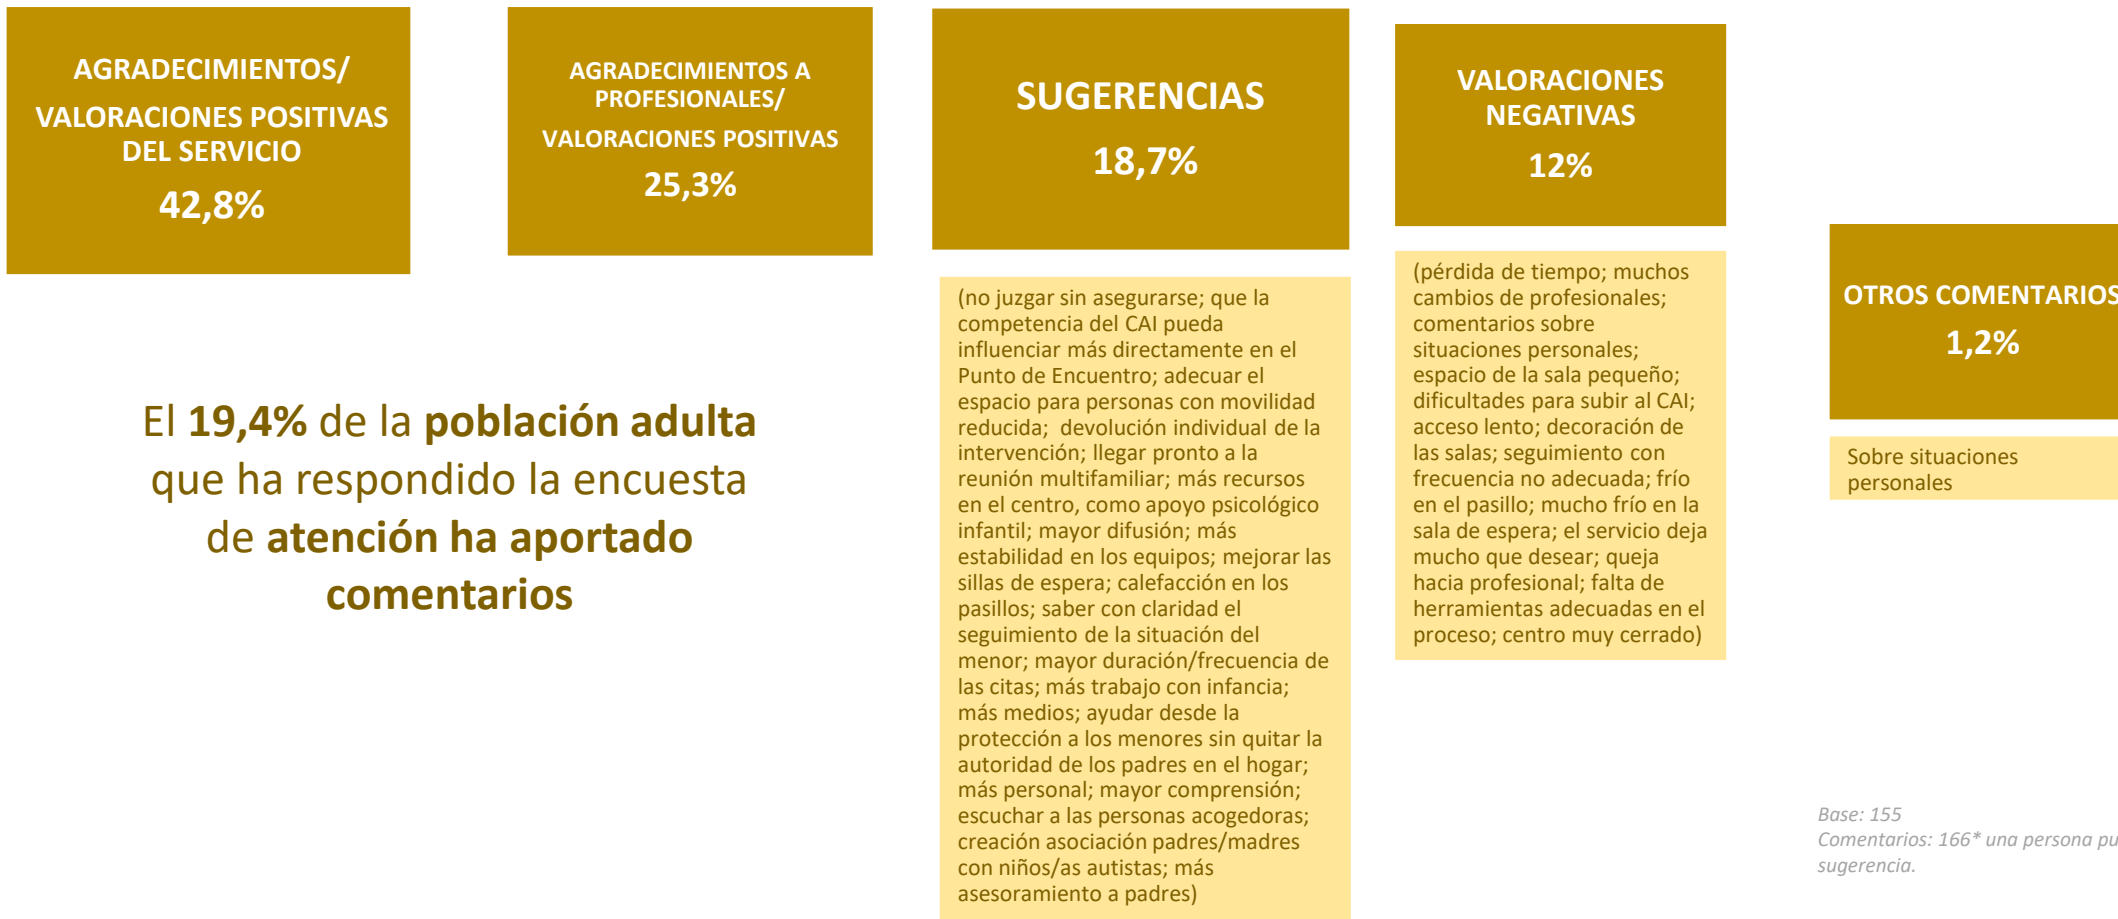 AGRADECIMIENTOS/
VALORACIONES POSITIVAS
DEL SERVICIO
42,8%
AGRADECIMIENTOS A
PROFESIONALES/
VALORACIONES POSITIVAS
25,3%
SUGERENCIAS
18,7%
VALORACIONES
NEGATIVAS
12%
OTROS COMENTARIOS
1,2%
El 19,4% de la población adulta
que ha respondido la encuesta
de atención ha aportado
comentarios
(no juzgar sin asegurarse; que la
competencia del CAI pueda
influenciar más directamente en el
Punto de Encuentro; adecuar el
espacio para personas con movilidad
reducida; devolución individual de la
intervención; llegar pronto a la
reunión multifamiliar; más recursos
en el centro, como apoyo psicológico
infantil; mayor difusión; más
estabilidad en los equipos; mejorar las
sillas de espera; calefacción en los
pasillos; saber con claridad el
seguimiento de la situación del
menor; mayor duración/frecuencia de
las citas; más trabajo con infancia;
más medios; ayudar desde la
protección a los menores sin quitar la
autoridad de los padres en el hogar;
más personal; mayor comprensión;
escuchar a las personas acogedoras;
creación asociación padres/madres
con niños/as autistas; más
asesoramiento a padres)
(pérdida de tiempo; muchos
cambios de profesionales;
comentarios sobre
situaciones personales;
espacio de la sala pequeño;
dificultades para subir al CAI;
acceso lento; decoración de
las salas; seguimiento con
frecuencia no adecuada; frío
en el pasillo; mucho frío en la
sala de espera; el servicio deja
mucho que desear; queja
hacia profesional; falta de
herramientas adecuadas en el
proceso; centro muy cerrado)
Sobre situaciones
personales
Base: 155
Comentarios: 166* una persona pu
sugerencia.